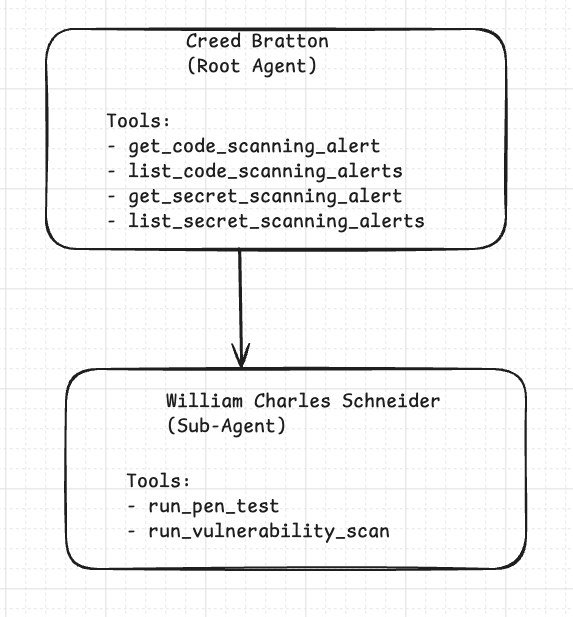 Creed Bratton
(Root Agent)
Tools:
- get_code_scanning_alert
- list_code_scanning_alerts
- get_secret_scanning_alert
- list_secret_scanning_alerts
William Charles Schneider
(Sub-Agent)
Tools:
- run_pen_test
- run_vulnerability_scan